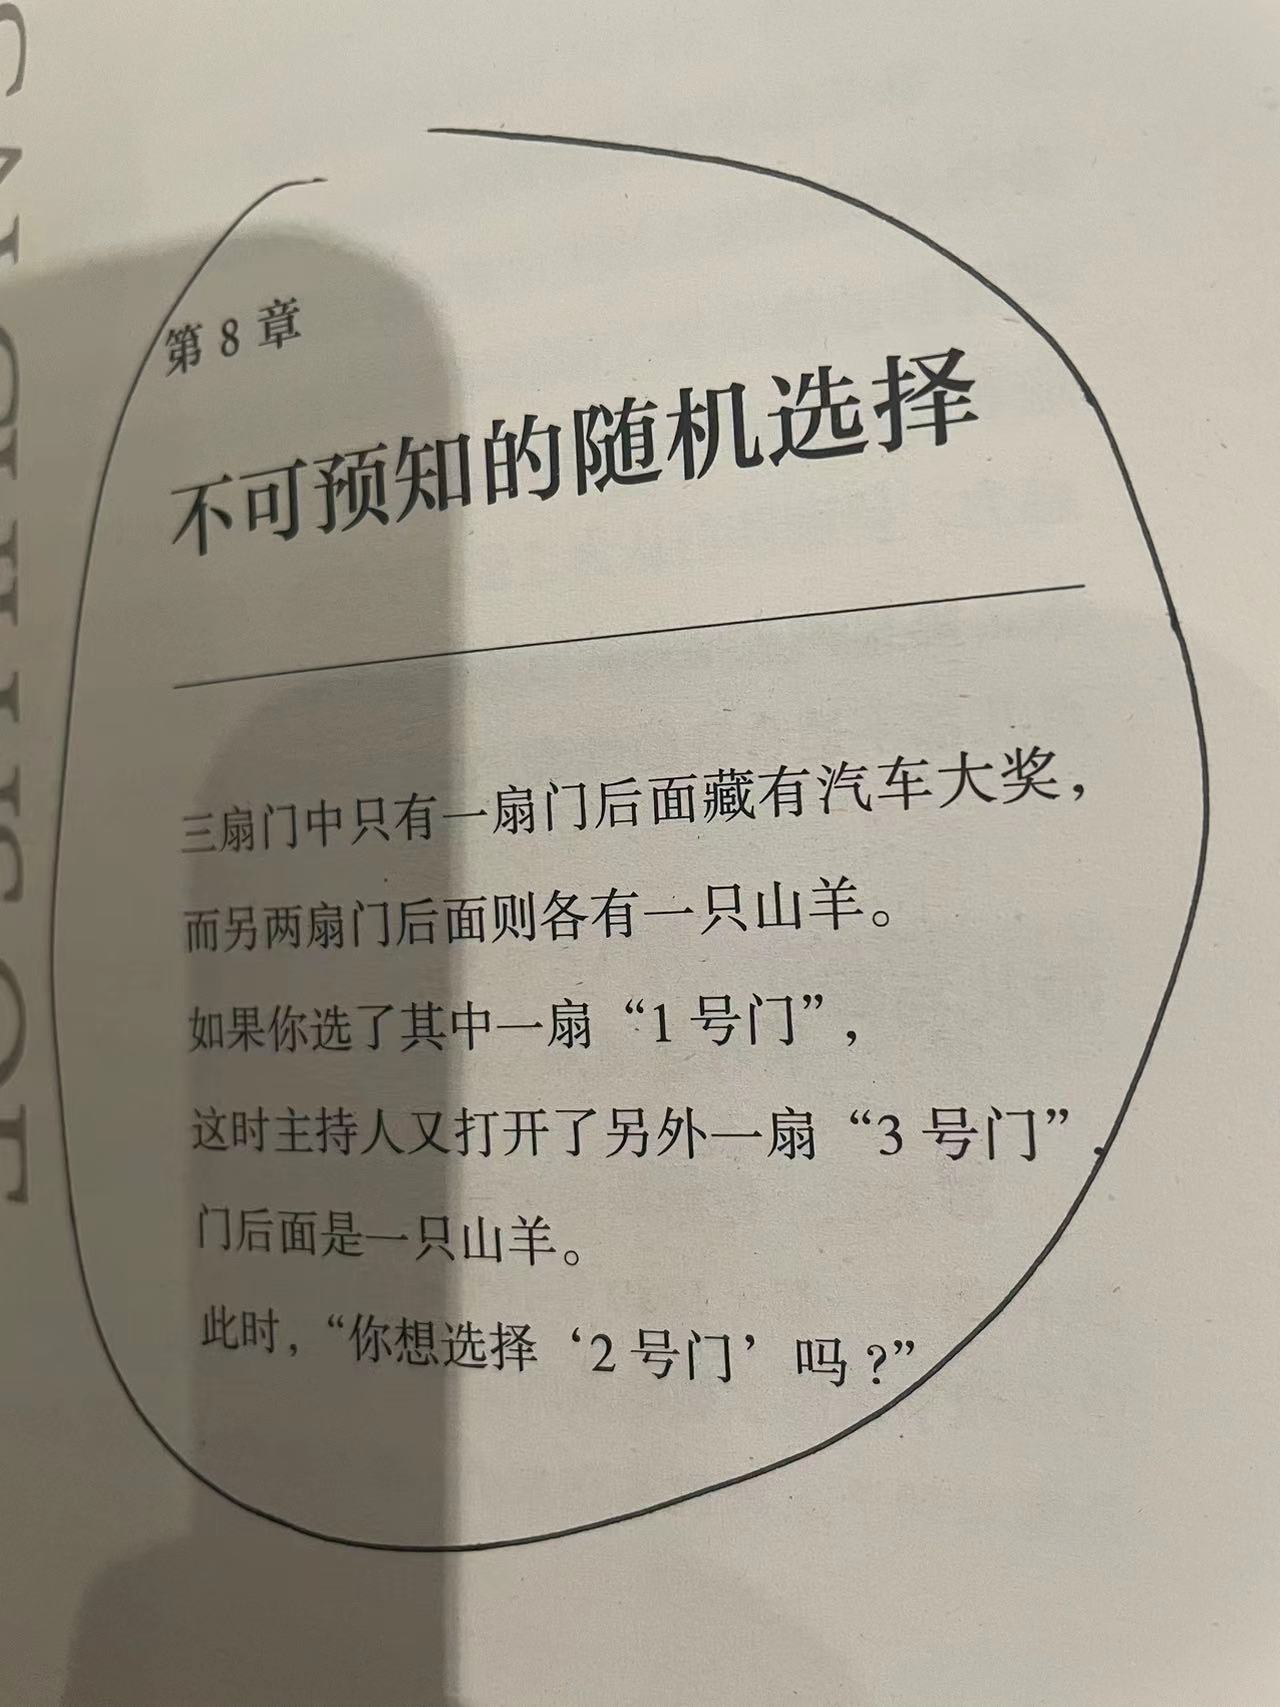 第 8 章
不可预知的随机选择
三扇门中只有一扇门后面藏有汽车大奖，
而另两扇门后面则各有一只山羊。
如果你选了其中一扇“1 号门”，
这时主持人又打开了另外一扇“3 号门”，
门后面是一只山羊。
此时，“你想选择‘2 号门’吗？”